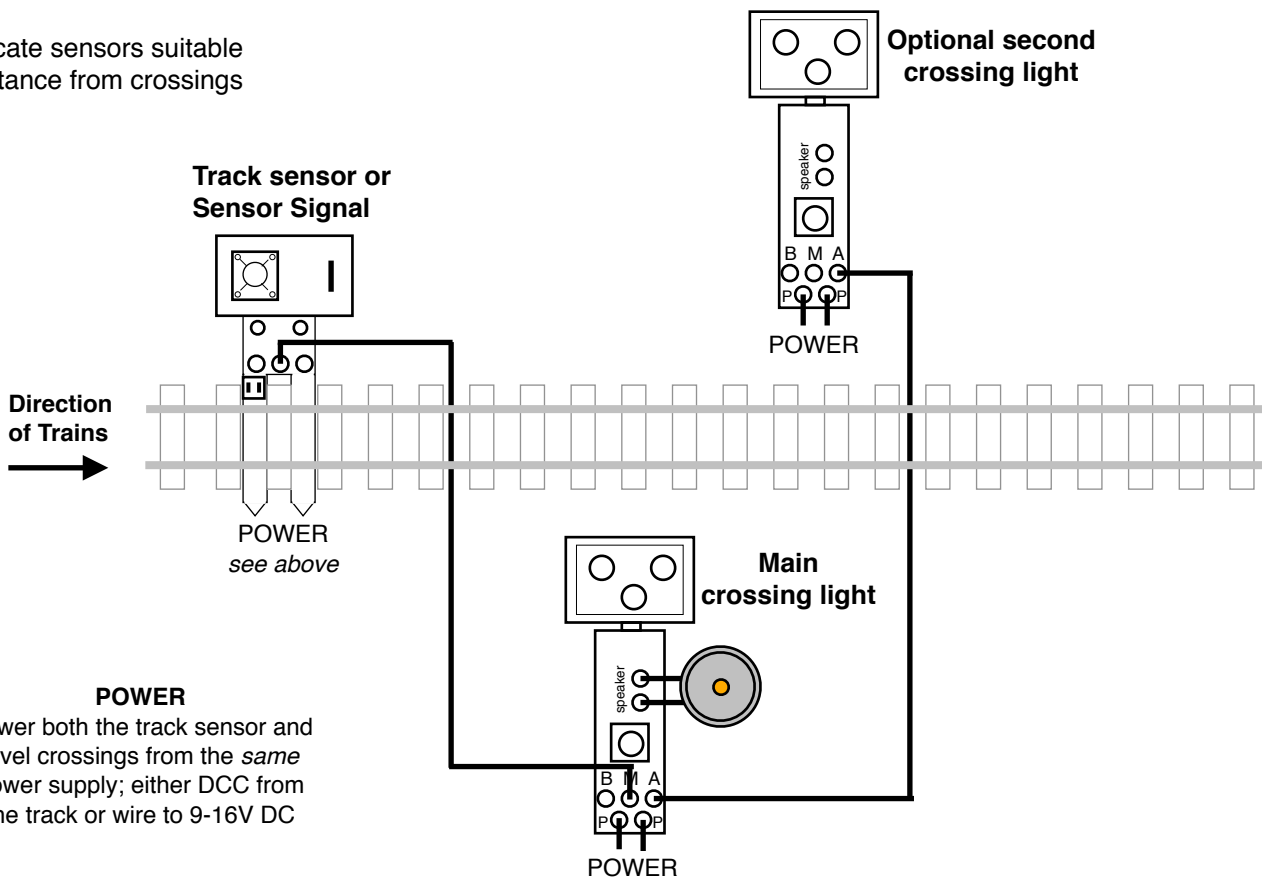 cate sensors suitable
tance from crossings
Optional second
crossing light
speaker
B M A
P P
POWER
Track sensor or
Sensor Signal
Direction
of Trains
POWER
see above
Main
crossing light
speaker
B M A
P P
POWER
POWER
wer both the track sensor and
vel crossings from the same
ower supply; either DCC from
he track or wire to 9-16V DC